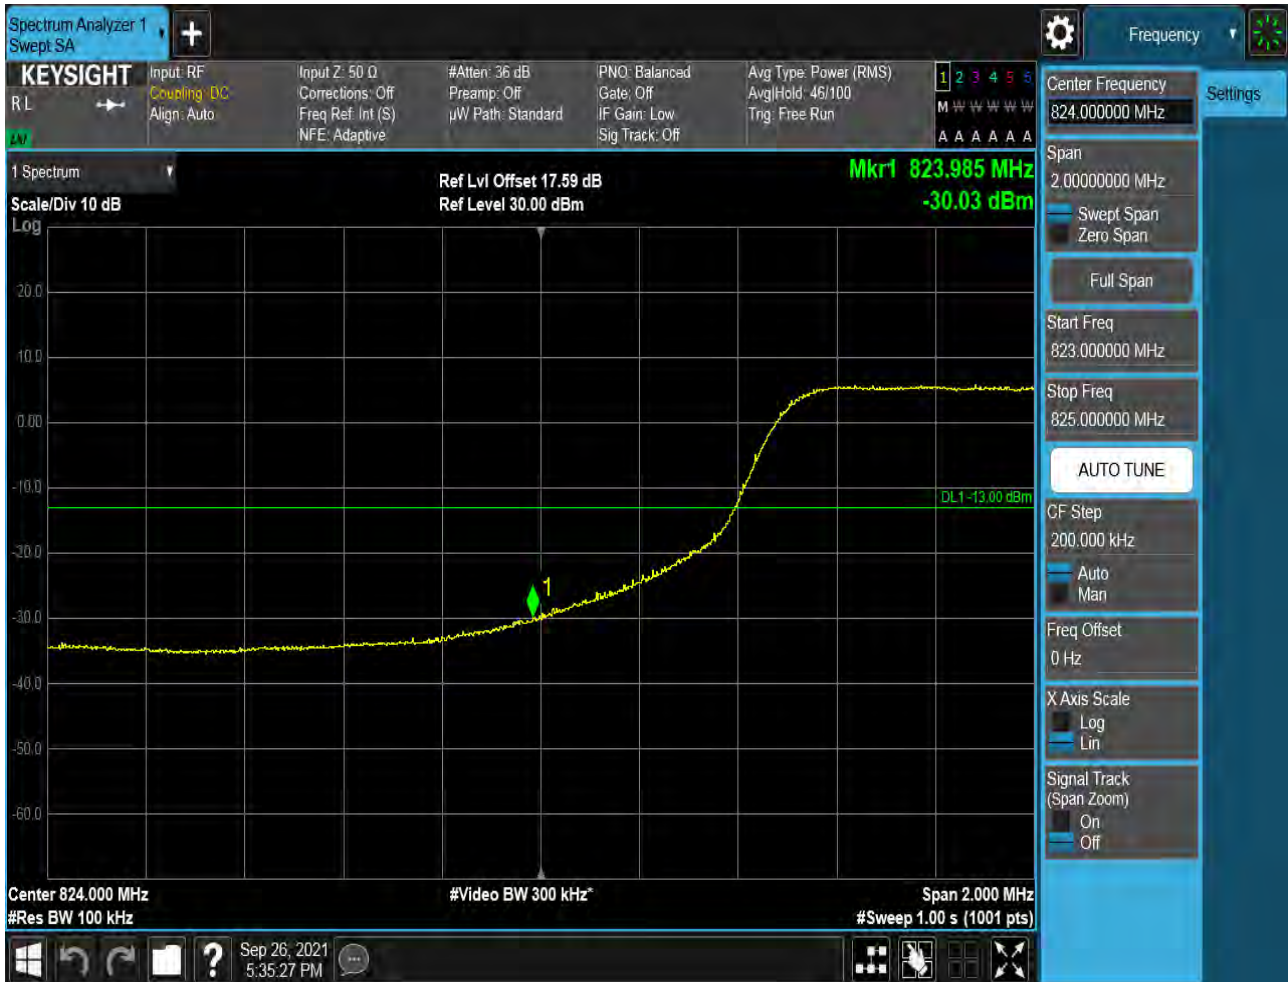 Spectrum Analyzer 1
Swept SA
Frequency
KEYSIGHT
R L
LXI
Input: RF
Coupling: DC
Align: Auto
Input Z: 50 Ω
Corrections: Off
Freq Ref: Int (S)
NFE: Adaptive
#Atten: 36 dB
Preamp: Off
µW Path: Standard
PNO: Balanced
Gate: Off
IF Gain: Low
Sig Track: Off
Avg Type: Power (RMS)
Avg|Hold: 46/100
Trig: Free Run
1 2 3 4 5 6
M W W W W W
A A A A A A
1 Spectrum
Scale/Div 10 dB
Log
Ref Lvl Offset 17.59 dB
Ref Level 30.00 dBm
Mkr1 823.985 MHz
-30.03 dBm
20.0
10.0
0.00
-10.0
-20.0
-30.0
-40.0
-50.0
-60.0
DL1 -13.00 dBm
1
Center 824.000 MHz
#Res BW 100 kHz
#Video BW 300 kHz*
Span 2.000 MHz
#Sweep 1.00 s (1001 pts)
Sep 26, 2021
5:35:27 PM
Center Frequency
824.000000 MHz
Settings
Span
2.00000000 MHz
Swept Span
Zero Span
Full Span
Start Freq
823.000000 MHz
Stop Freq
825.000000 MHz
AUTO TUNE
CF Step
200.000 kHz
Auto
Man
Freq Offset
0 Hz
X Axis Scale
Log
Lin
Signal Track
(Span Zoom)
On
Off